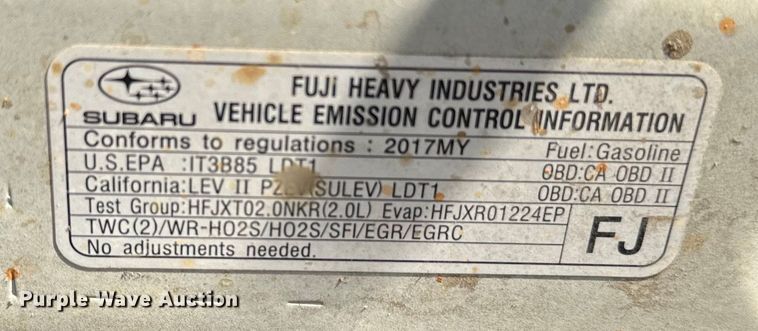 SUBARU
FUJi HEAVY INDUSTRIES LTD.
VEHICLE EMISSION CONTROL INFORMATION
Conforms to regulations : 2017MY Fuel:Gasoline
U.S.EPA :IT3B85 LDT1 OBD:CA OBD II
California:LEV II PZEV(SULEV) LDT1 OBD:CA OBD II
Test Group:HFJXT02.0NKR(2.0L) Evap:HFJXR01224EP
TWC(2)/WR-HO2S/HO2S/SFI/EGR/EGRC
No adjustments needed.
FJ
Purple Wave Auction